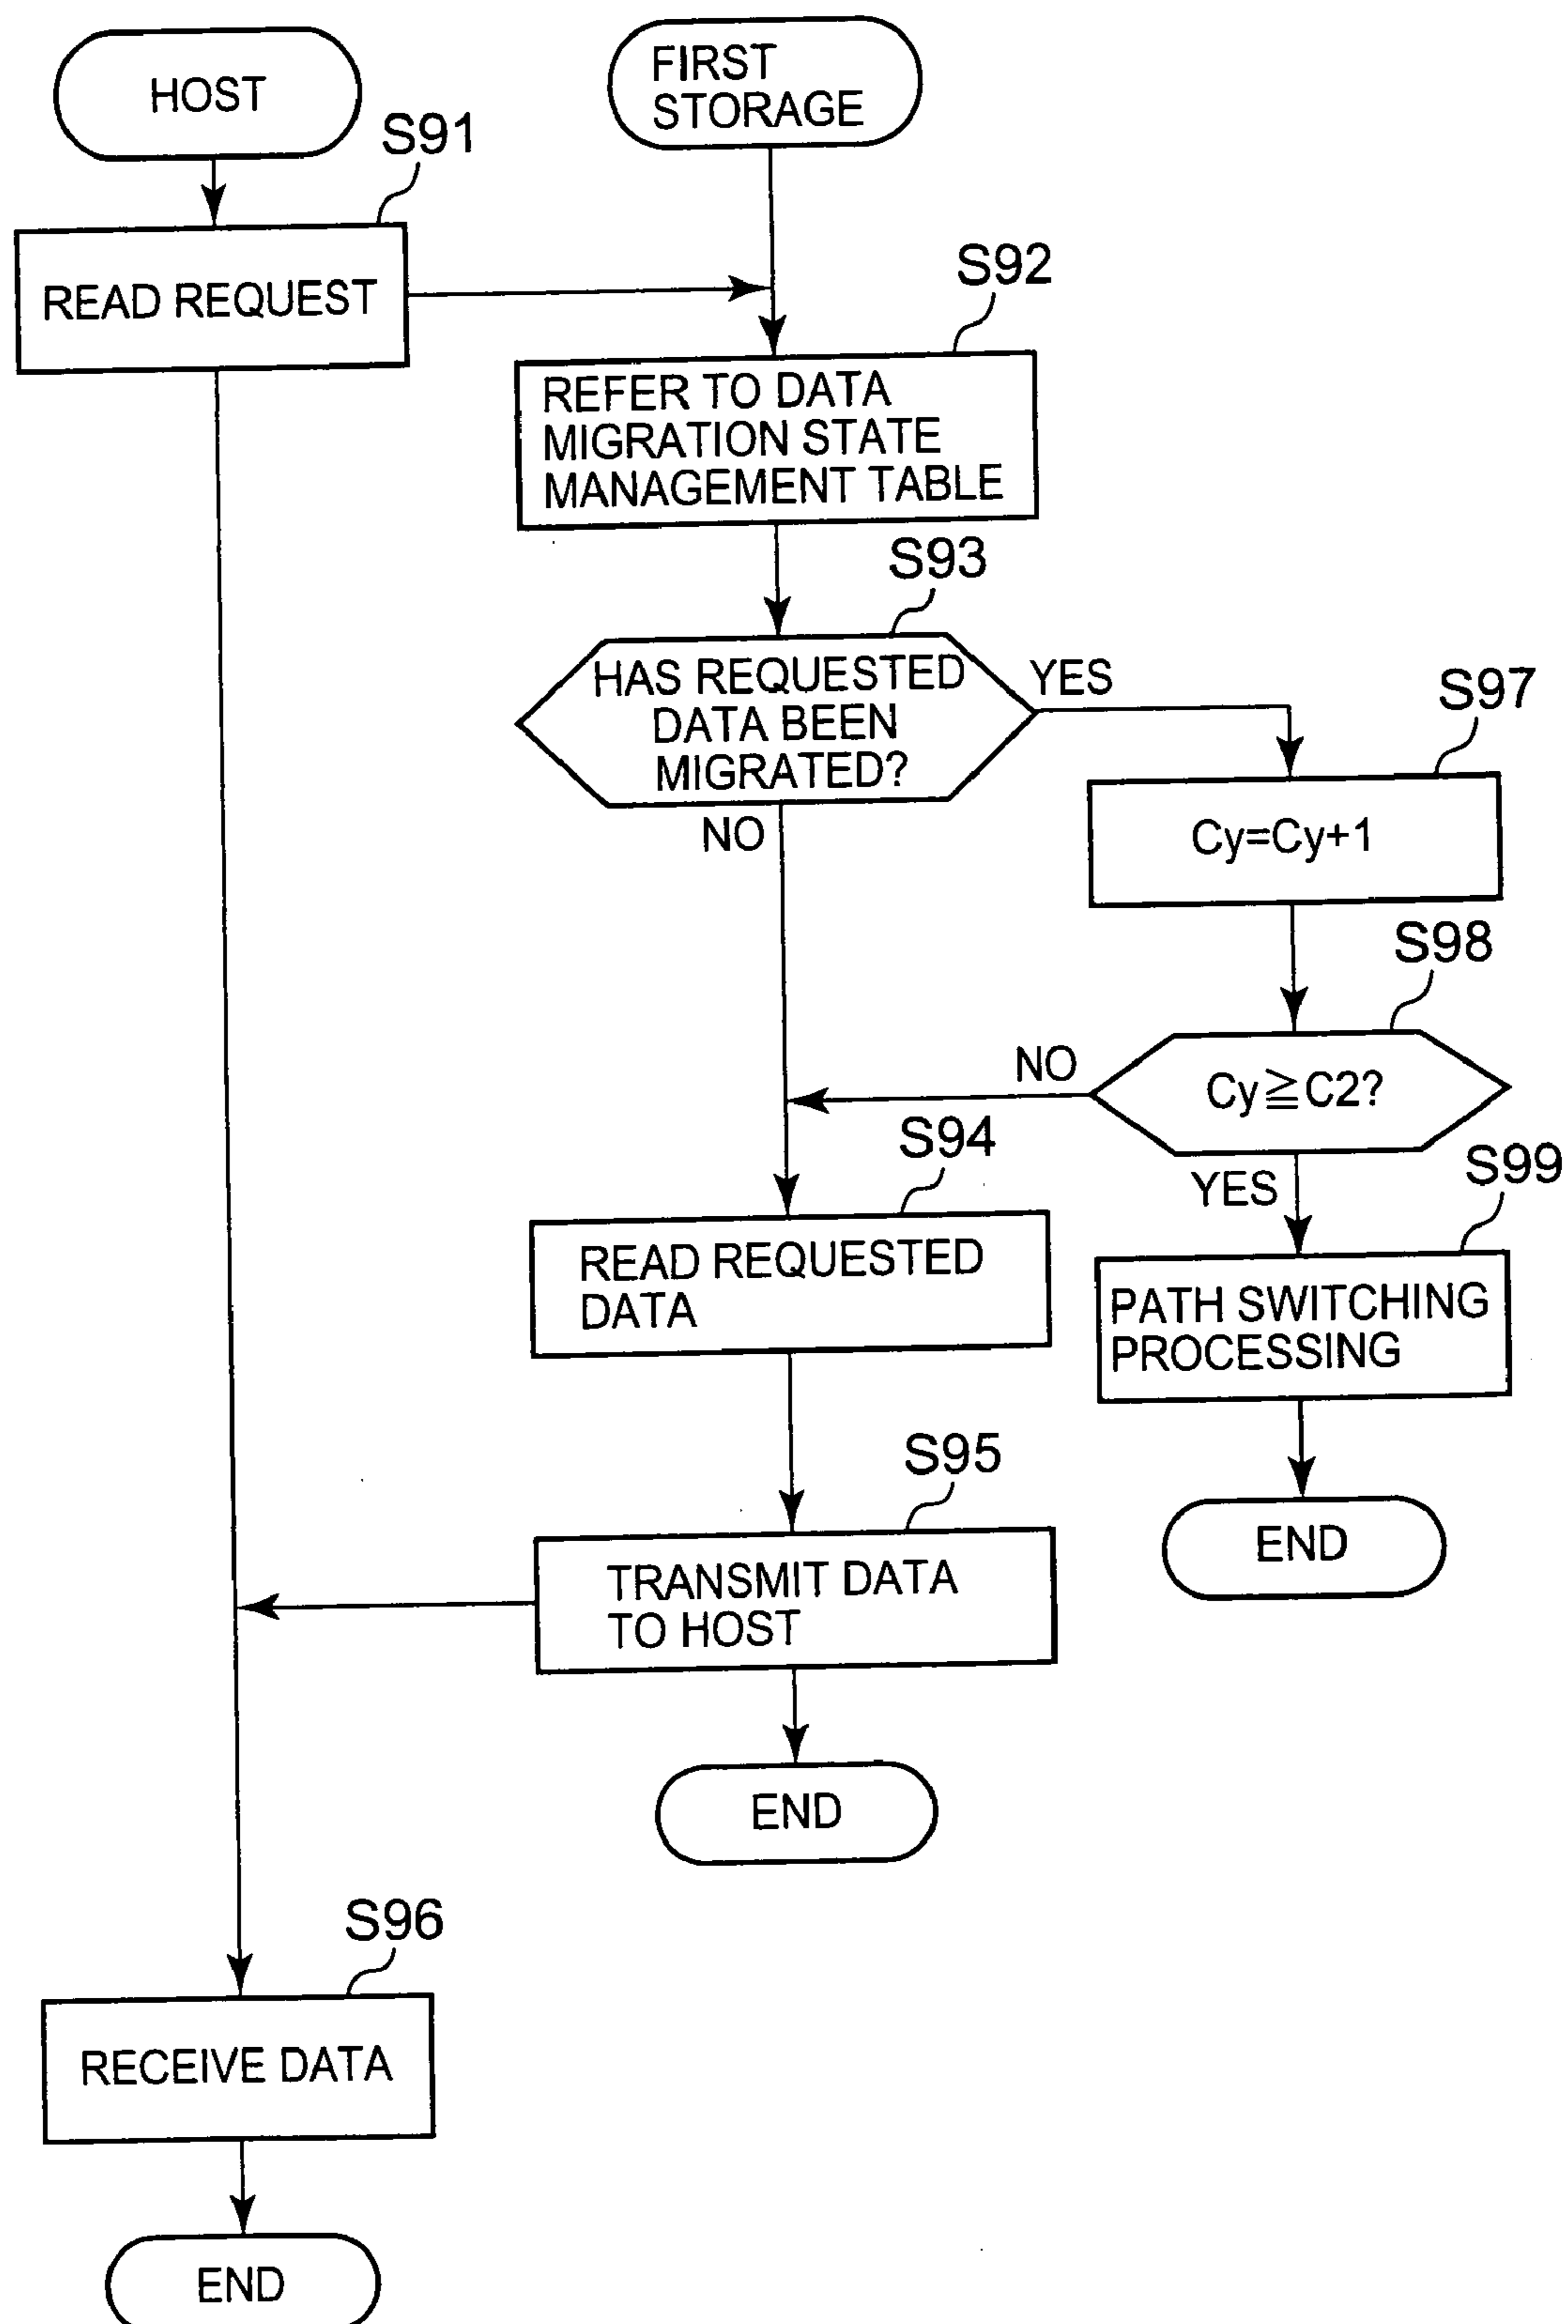 HOST
FIRST
STORAGE
S91
READ REQUEST
S92
REFER TO DATA
MIGRATION STATE
MANAGEMENT TABLE
S93
HAS REQUESTED
DATA BEEN
MIGRATED?
YES
NO
S97
Cy=Cy+1
S98
Cy≧C2?
NO
YES
S94
READ REQUESTED
DATA
S99
PATH SWITCHING
PROCESSING
END
S95
TRANSMIT DATA
TO HOST
END
S96
RECEIVE DATA
END